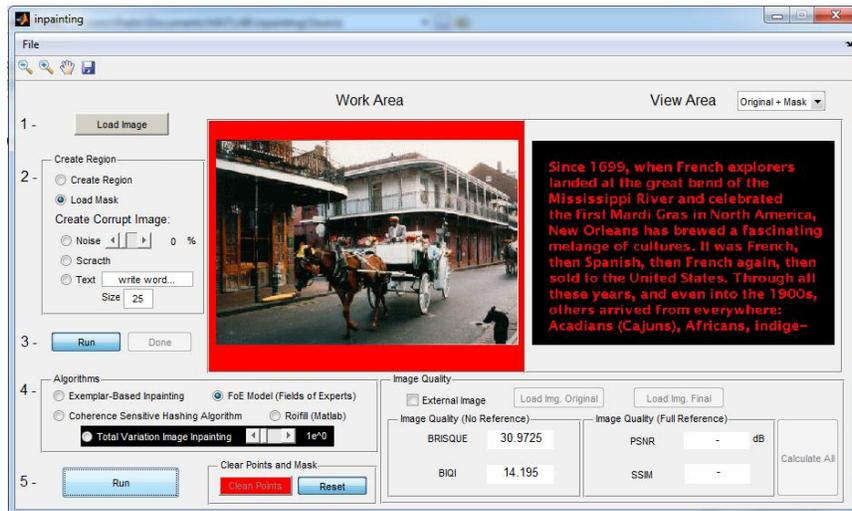 inpainting
File
Work Area
View Area
Original + Mask
1 -
Load Image
Create Region
2 -
Create Region
Load Mask
Create Corrupt Image:
Noise
0 %
Scracth
Text
write word...
Size
25
3 -
Run
Done
Since 1699, when French explorers
landed at the great bend of the
Mississippi River and celebrated
the first Mardi Gras in North America,
New Orleans has brewed a fascinating
melange of cultures. It was French,
then Spanish, then French again, then
sold to the United States. Through all
these years, and even into the 1900s,
others arrived from everywhere:
Acadians (Cajuns), Africans, indige-
Algorithms
4 -
Exemplar-Based Inpainting
FoE Model (Fields of Experts)
Coherence Sensitive Hashing Algorithm
Roifill (Matlab)
Total Variation Image Inpainting
1e^0
5 -
Run
Clear Points and Mask
Clean Points
Reset
Image Quality
External Image
Load Img. Original
Load Img. Final
Image Quality (No Reference)
BRISQUE
30.9725
BIQI
14.195
Image Quality (Full Reference)
PSNR
-
dB
SSIM
-
Calculate All